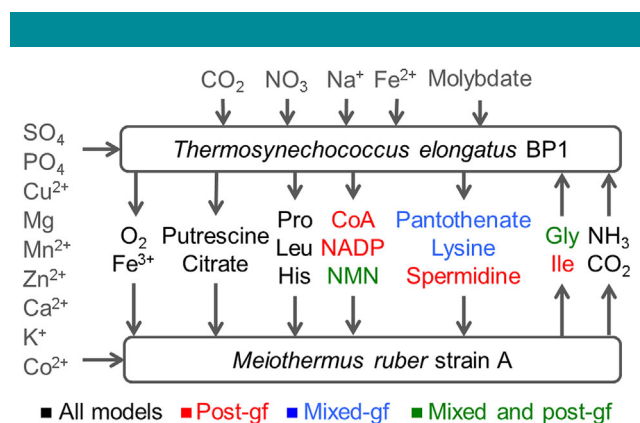 CO₂ NO₃ Na⁺ Fe²⁺ Molybdate
SO₄
PO₄
Cu²⁺
Mg
Mn²⁺
Zn²⁺
Ca²⁺
K⁺
Co²⁺
Thermosynechococcus elongatus BP1
O₂
Fe³⁺
Putrescine
Citrate
Pro
Leu
His
CoA
NADP
NMN
Pantothenate
Lysine
Spermidine
Gly
Ile
NH₃
CO₂
Meiothermus ruber strain A
All models Post-gf Mixed-gf Mixed and post-gf